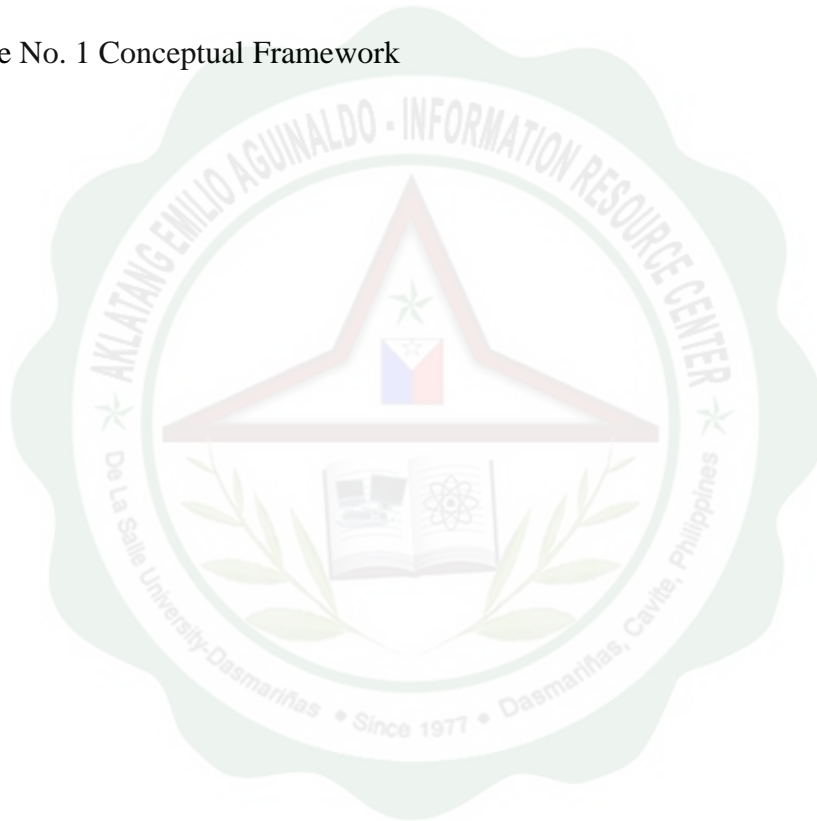 e No. 1 Conceptual Framework
AKLATANG EMILIO AGUINALDO - INFORMATION RESOURCE CENTER
De La Salle University-Dasmariñas • Since 1977 • Dasmariñas, Cavite, Philippines